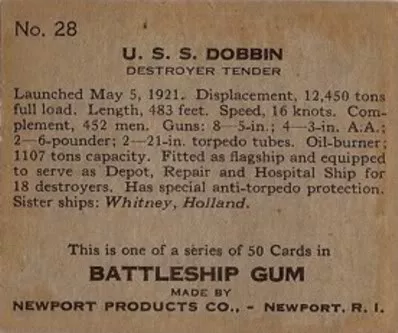 No. 28
U. S. S. DOBBIN
DESTROYER TENDER
Launched May 5, 1921. Displacement, 12,450 tons
full load. Length, 483 feet. Speed, 16 knots. Com-
plement, 452 men. Guns: 8—5-in.; 4—3-in. A.A.;
2—6-pounder; 2—21-in. torpedo tubes. Oil-burner;
1107 tons capacity. Fitted as flagship and equipped
to serve as Depot, Repair and Hospital Ship for
18 destroyers. Has special anti-torpedo protection.
Sister ships: Whitney, Holland.
This is one of a series of 50 Cards in
BATTLESHIP GUM
MADE BY
NEWPORT PRODUCTS CO., - NEWPORT, R. I.